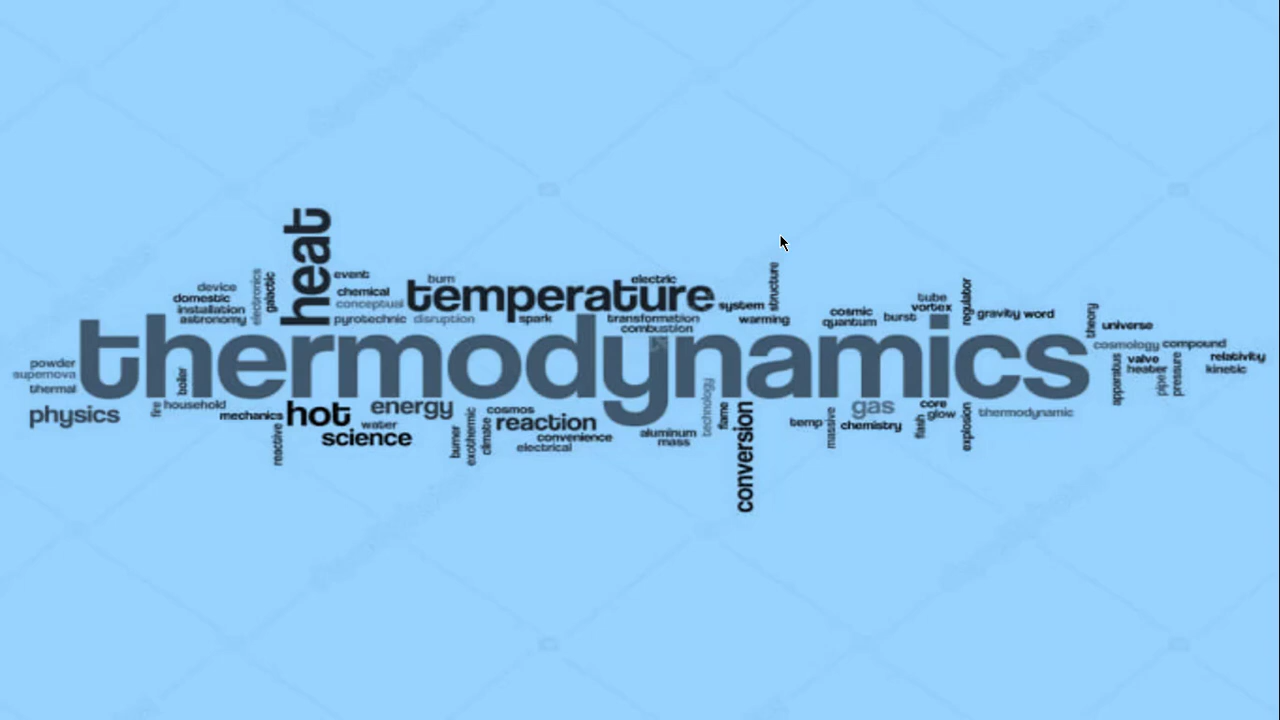 heat
event
burn
electric
structure
device
electronics
galactic
chemical
temperature
domestic
conceptual
system
installation
astronomy
pyrotechnic
disruption
spark
transformation
warming
combustion
cosmic
quantum
burst
tube
vortex
regulator
gravity word
theory
universe
thermodynamics
cosmology compound
powder
supernova
thermal
boiler
valve
heater
apparatus
piper
pressure
relativity
kinetic
physics
fire
household
mechanics
hot
energy
cosmos
technology
flame
temp
massive
gas
core
glow
thermodynamic
reactive
water
science
burner
exothermic
climate
reaction
convenience
electrical
aluminum
mass
conversion
chemistry
flash
explosion